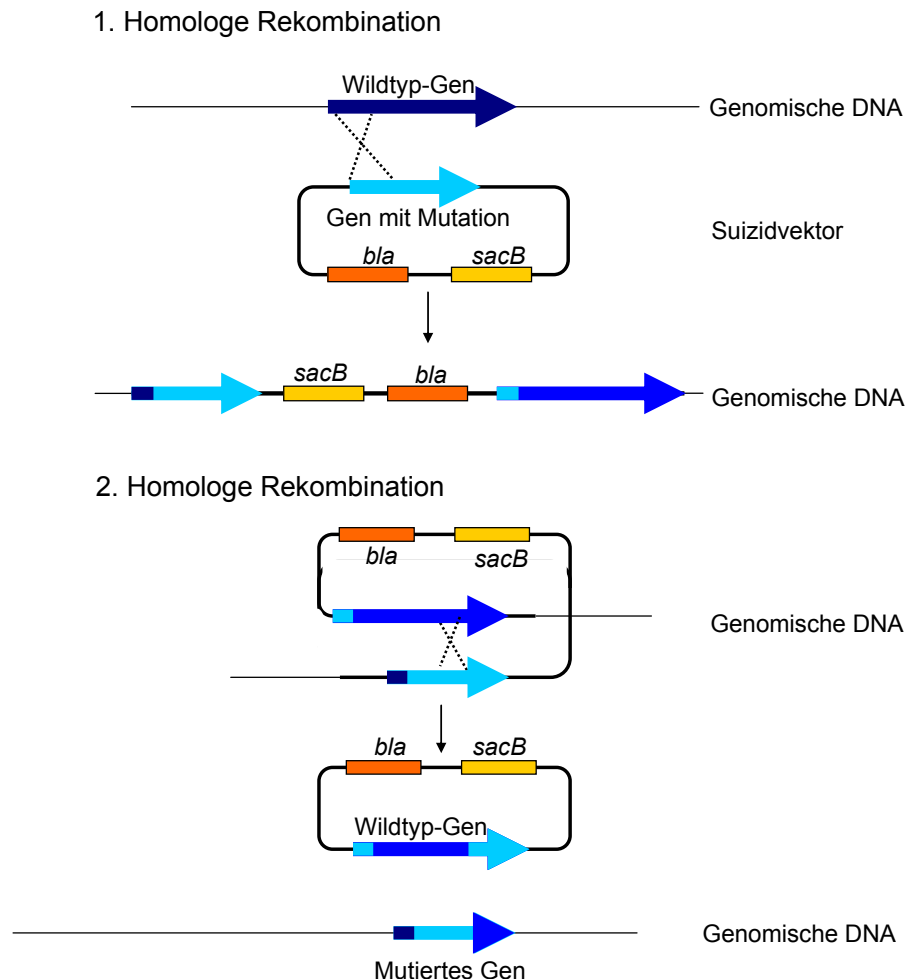 1. Homologe Rekombination
Wildtyp-Gen
Genomische DNA
Gen mit Mutation
Suizidvektor
bla sacB
sacB bla
Genomische DNA
2. Homologe Rekombination
bla sacB
Genomische DNA
bla sacB
Wildtyp-Gen
Genomische DNA
Mutiertes Gen